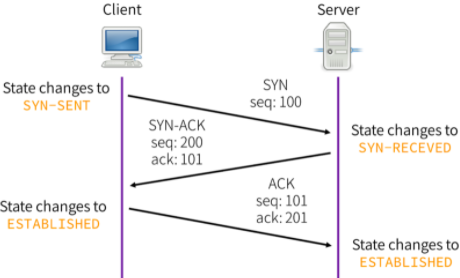 Client
Server
State changes to
SYN-SENT
SYN
seq: 100
SYN-ACK
seq: 200
ack: 101
State changes to
SYN-RECEVED
ACK
seq: 101
ack: 201
State changes to
ESTABLISHED
State changes to
ESTABLISHED